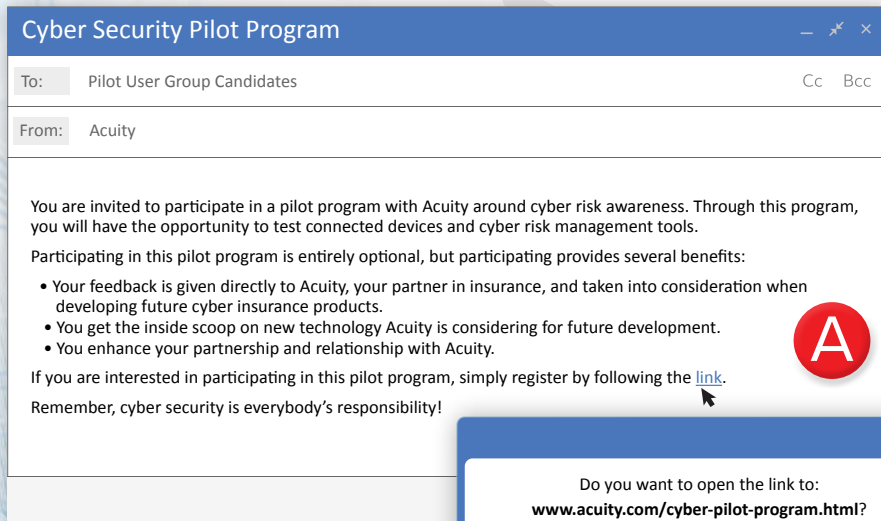 Cyber Security Pilot Program
To: Pilot User Group Candidates Cc Bcc
From: Acuity
You are invited to participate in a pilot program with Acuity around cyber risk awareness. Through this program,
you will have the opportunity to test connected devices and cyber risk management tools.
Participating in this pilot program is entirely optional, but participating provides several benefits:
• Your feedback is given directly to Acuity, your partner in insurance, and taken into consideration when
developing future cyber insurance products.
• You get the inside scoop on new technology Acuity is considering for future development.
• You enhance your partnership and relationship with Acuity.
A
If you are interested in participating in this pilot program, simply register by following the link.
Remember, cyber security is everybody’s responsibility!
Do you want to open the link to:
www.acuity.com/cyber-pilot-program.html?